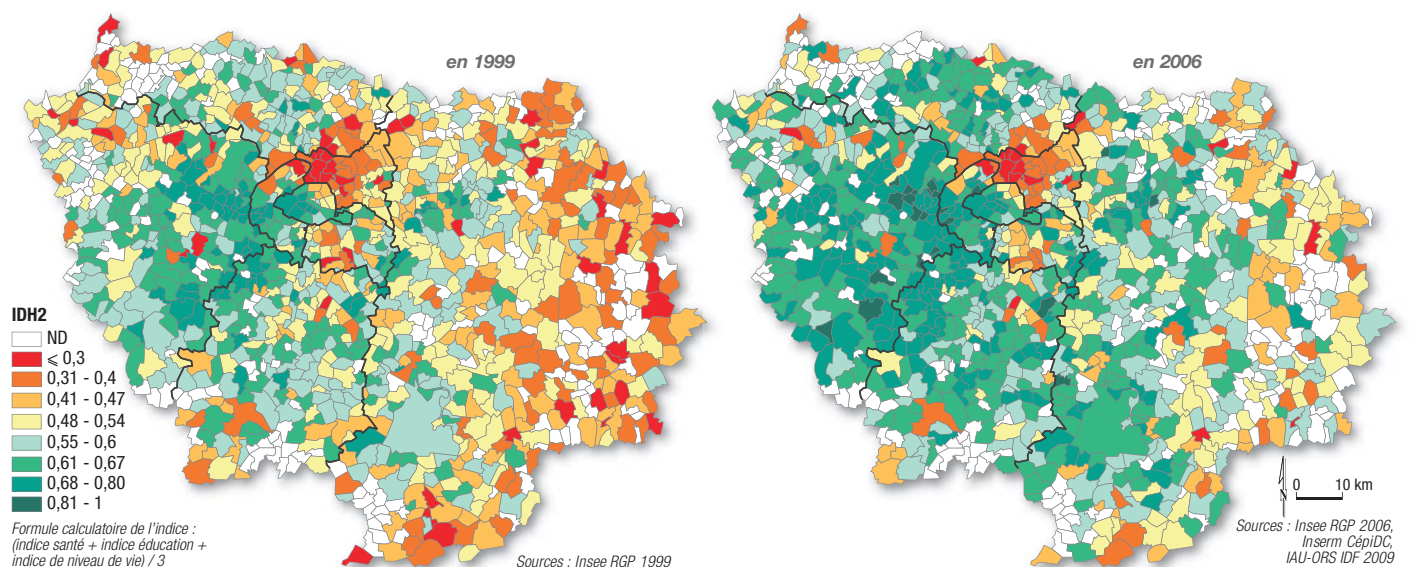 en 1999
en 2006
IDH2
ND
⩽ 0,3
0,31 - 0,4
0,41 - 0,47
0,48 - 0,54
0,55 - 0,6
0,61 - 0,67
0,68 - 0,80
0,81 - 1
Formule calculatoire de l'indice :
(indice santé + indice éducation +
indice de niveau de vie) / 3
Sources : Insee RGP 1999
N
0 10 km
Sources : Insee RGP 2006,
Inserm CépiDC,
IAU-ORS IDF 2009